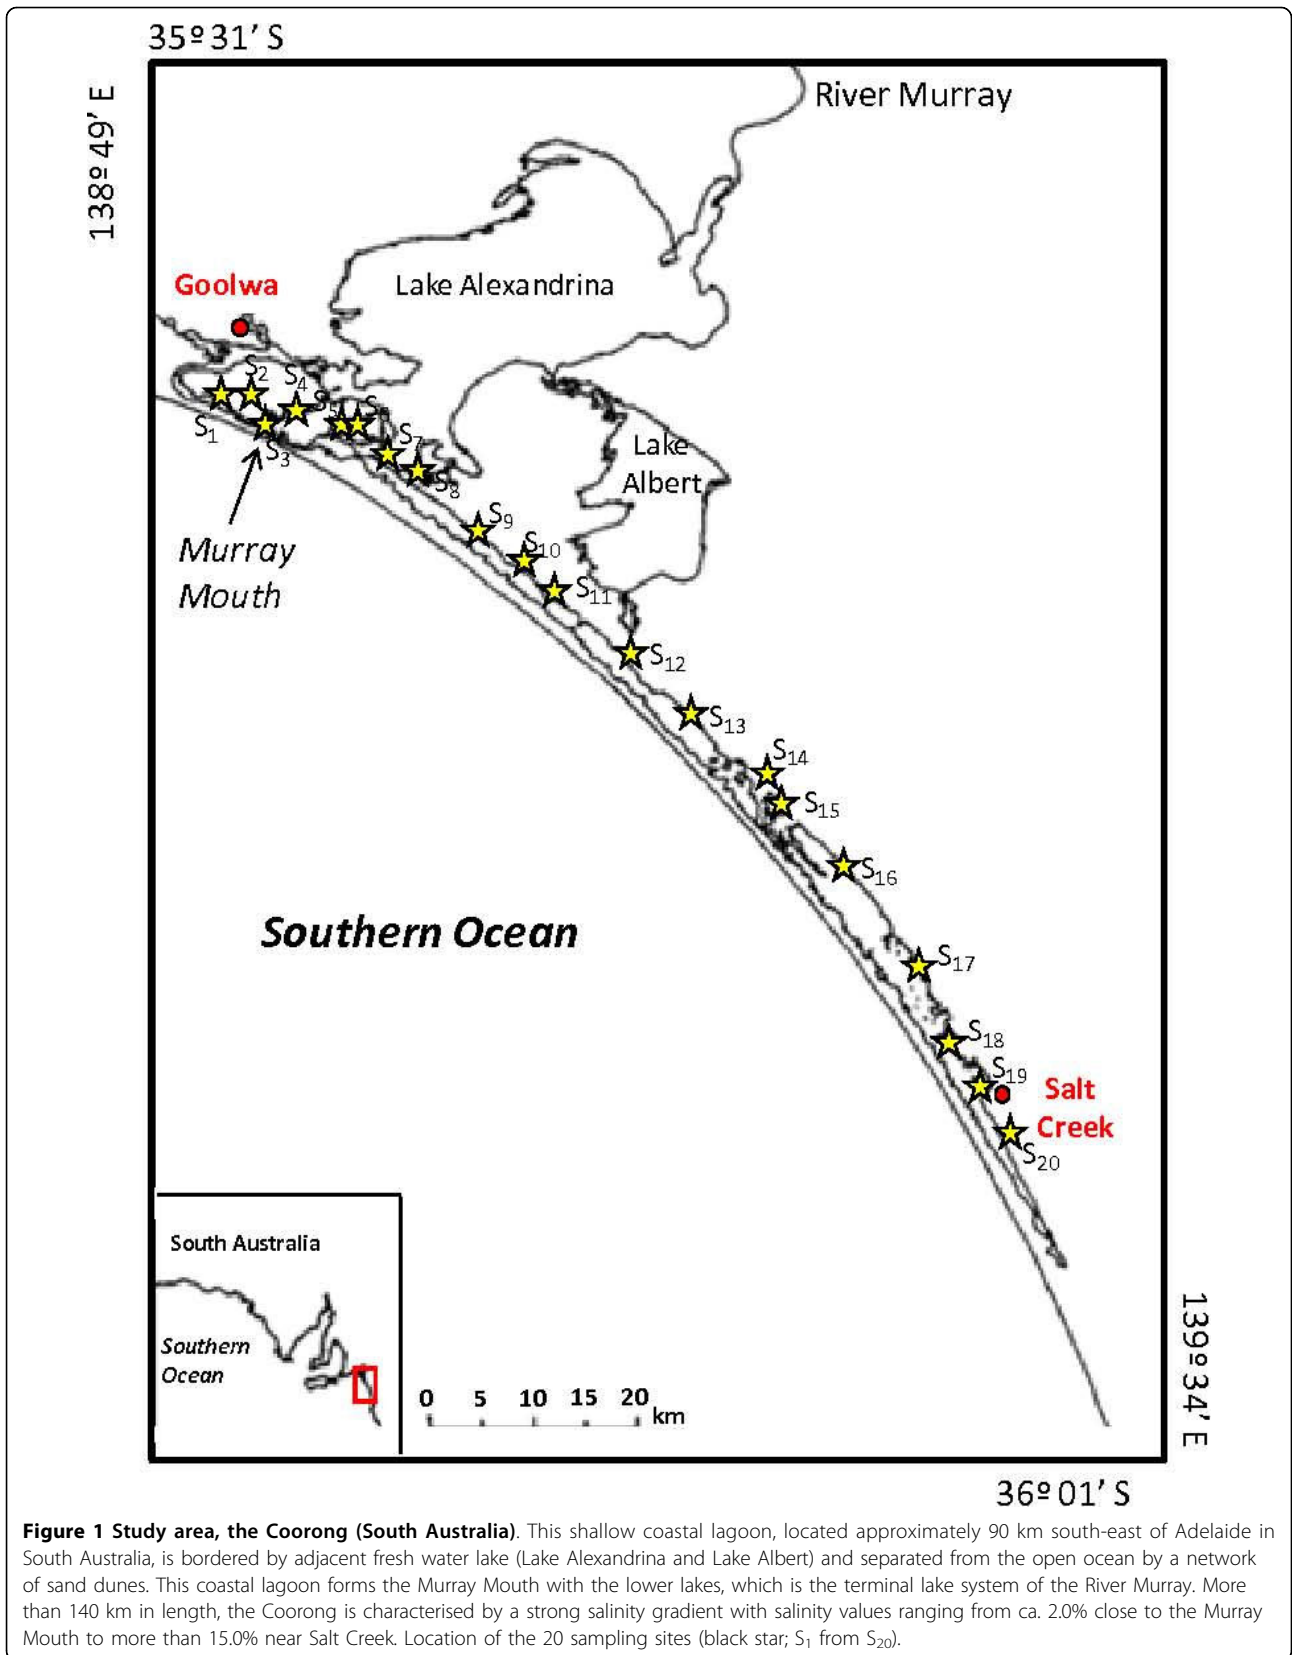 35º31' S
138º49' E
River Murray
Goolwa
Lake Alexandrina
S2
S4
S1
S3
S5
S6
S7
S8
Lake
Albert
S9
S10
S11
Murray
Mouth
S12
S13
S14
S15
S16
Southern Ocean
S17
S18
S19
Salt
Creek
S20
South Australia
Southern
Ocean
0 5 10 15 20
km
139º34' E
36º01' S
Figure 1 Study area, the Coorong (South Australia). This shallow coastal lagoon, located approximately 90 km south-east of Adelaide in
South Australia, is bordered by adjacent fresh water lake (Lake Alexandrina and Lake Albert) and separated from the open ocean by a network
of sand dunes. This coastal lagoon forms the Murray Mouth with the lower lakes, which is the terminal lake system of the River Murray. More
than 140 km in length, the Coorong is characterised by a strong salinity gradient with salinity values ranging from ca. 2.0% close to the Murray
Mouth to more than 15.0% near Salt Creek. Location of the 20 sampling sites (black star; S1 from S20).